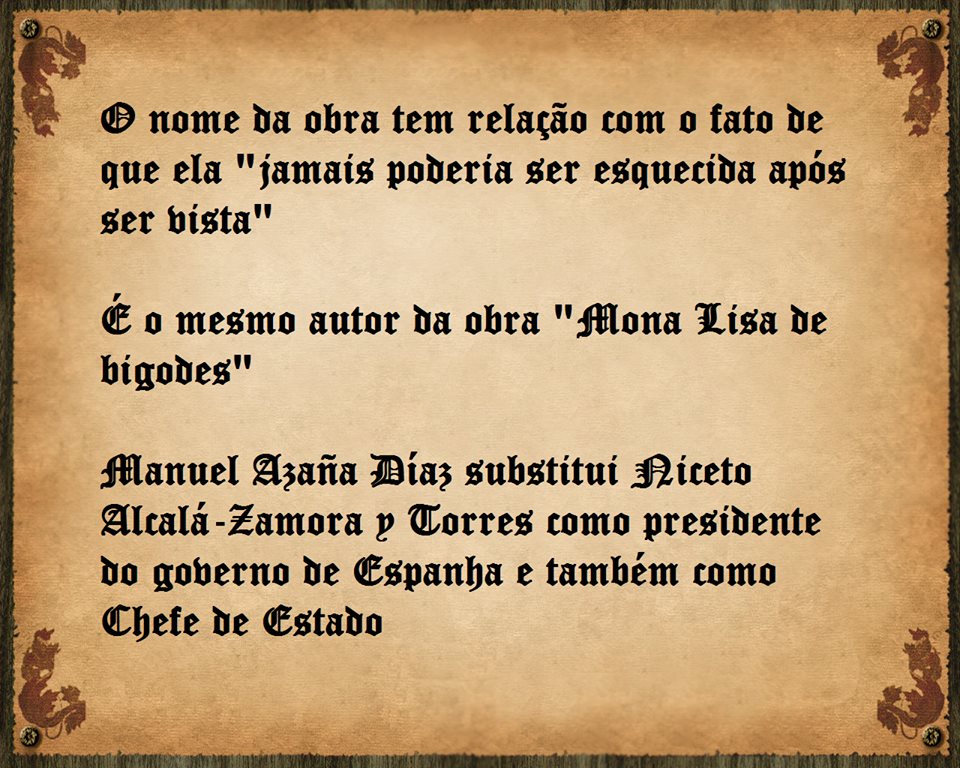 O nome da obra tem relação com o fato de
que ela "jamais poderia ser esquecida após
ser vista"
É o mesmo autor da obra "Mona Lisa de
bigodes"
Manuel Azaña Díaz substitui Niceto
Alcalá-Zamora y Torres como presidente
do governo de Espanha e também como
Chefe de Estado